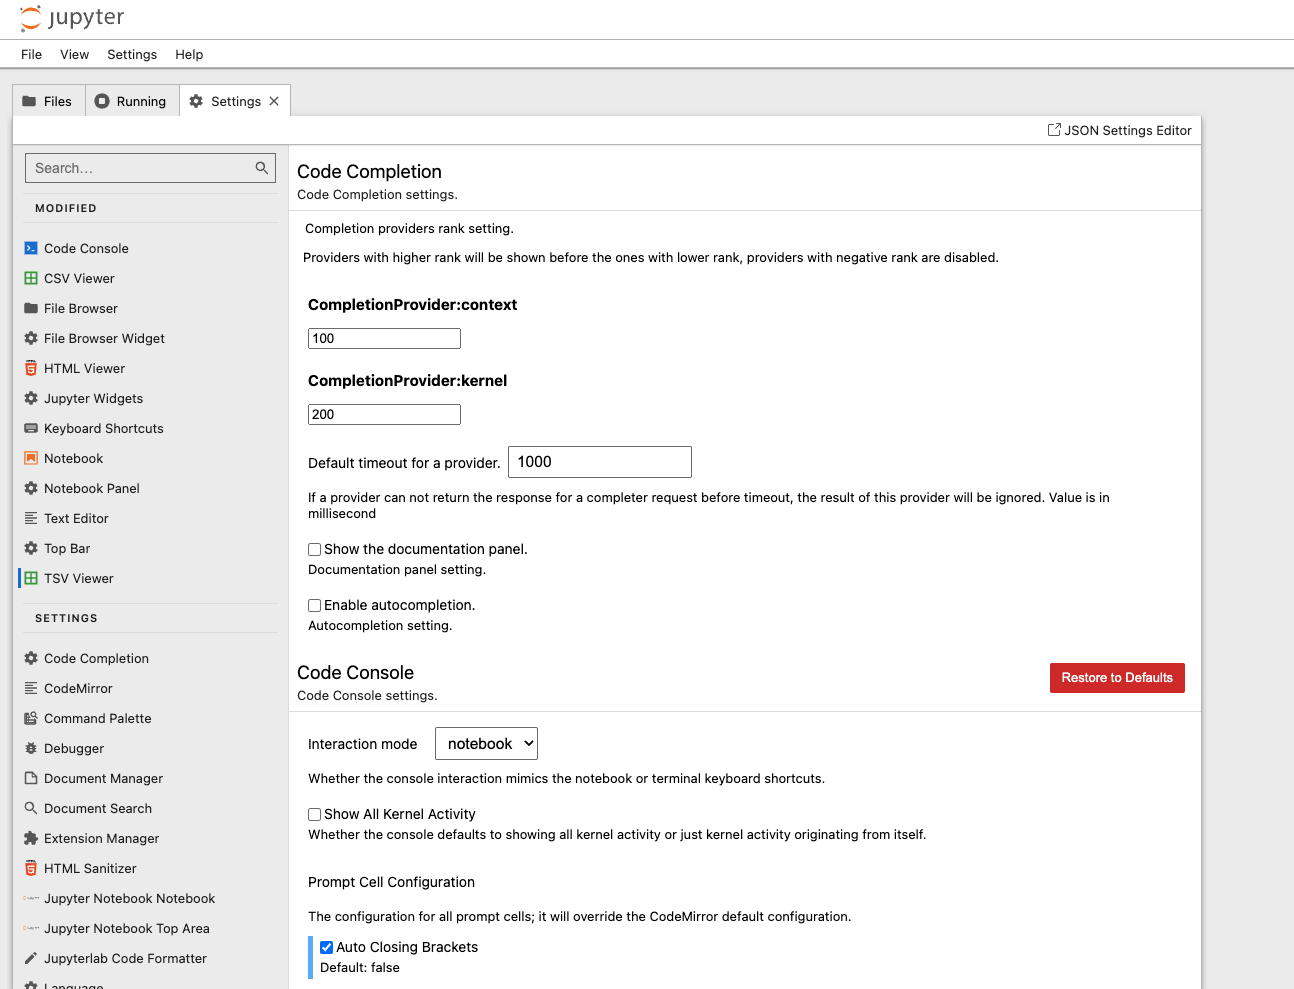 jupyter
File View Settings Help
Files Running Settings
JSON Settings Editor
Search...
MODIFIED
Code Console
CSV Viewer
File Browser
File Browser Widget
HTML Viewer
Jupyter Widgets
Keyboard Shortcuts
Notebook
Notebook Panel
Text Editor
Top Bar
TSV Viewer
SETTINGS
Code Completion
CodeMirror
Command Palette
Debugger
Document Manager
Document Search
Extension Manager
HTML Sanitizer
Jupyter Notebook Notebook
Jupyter Notebook Top Area
Jupyterlab Code Formatter
Language
Code Completion
Code Completion settings.
Completion providers rank setting.
Providers with higher rank will be shown before the ones with lower rank, providers with negative rank are disabled.
CompletionProvider:context
100
CompletionProvider:kernel
200
Default timeout for a provider. 1000
If a provider can not return the response for a completer request before timeout, the result of this provider will be ignored. Value is in
millisecond
Show the documentation panel.
Documentation panel setting.
Enable autocompletion.
Autocompletion setting.
Code Console
Restore to Defaults
Code Console settings.
Interaction mode notebook
Whether the console interaction mimics the notebook or terminal keyboard shortcuts.
Show All Kernel Activity
Whether the console defaults to showing all kernel activity or just kernel activity originating from itself.
Prompt Cell Configuration
The configuration for all prompt cells; it will override the CodeMirror default configuration.
Auto Closing Brackets
Default: false